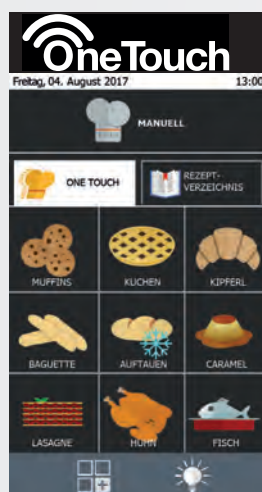 OneTouch
Freitag, 04. August 2017 13:00
MANUELL
ONE TOUCH
REZEPT-
VERZEICHNIS
MUFFINS KUCHEN KIPFERL
BAGUETTE AUFTAUEN CARAMEL
LASAGNE HUHN FISCH